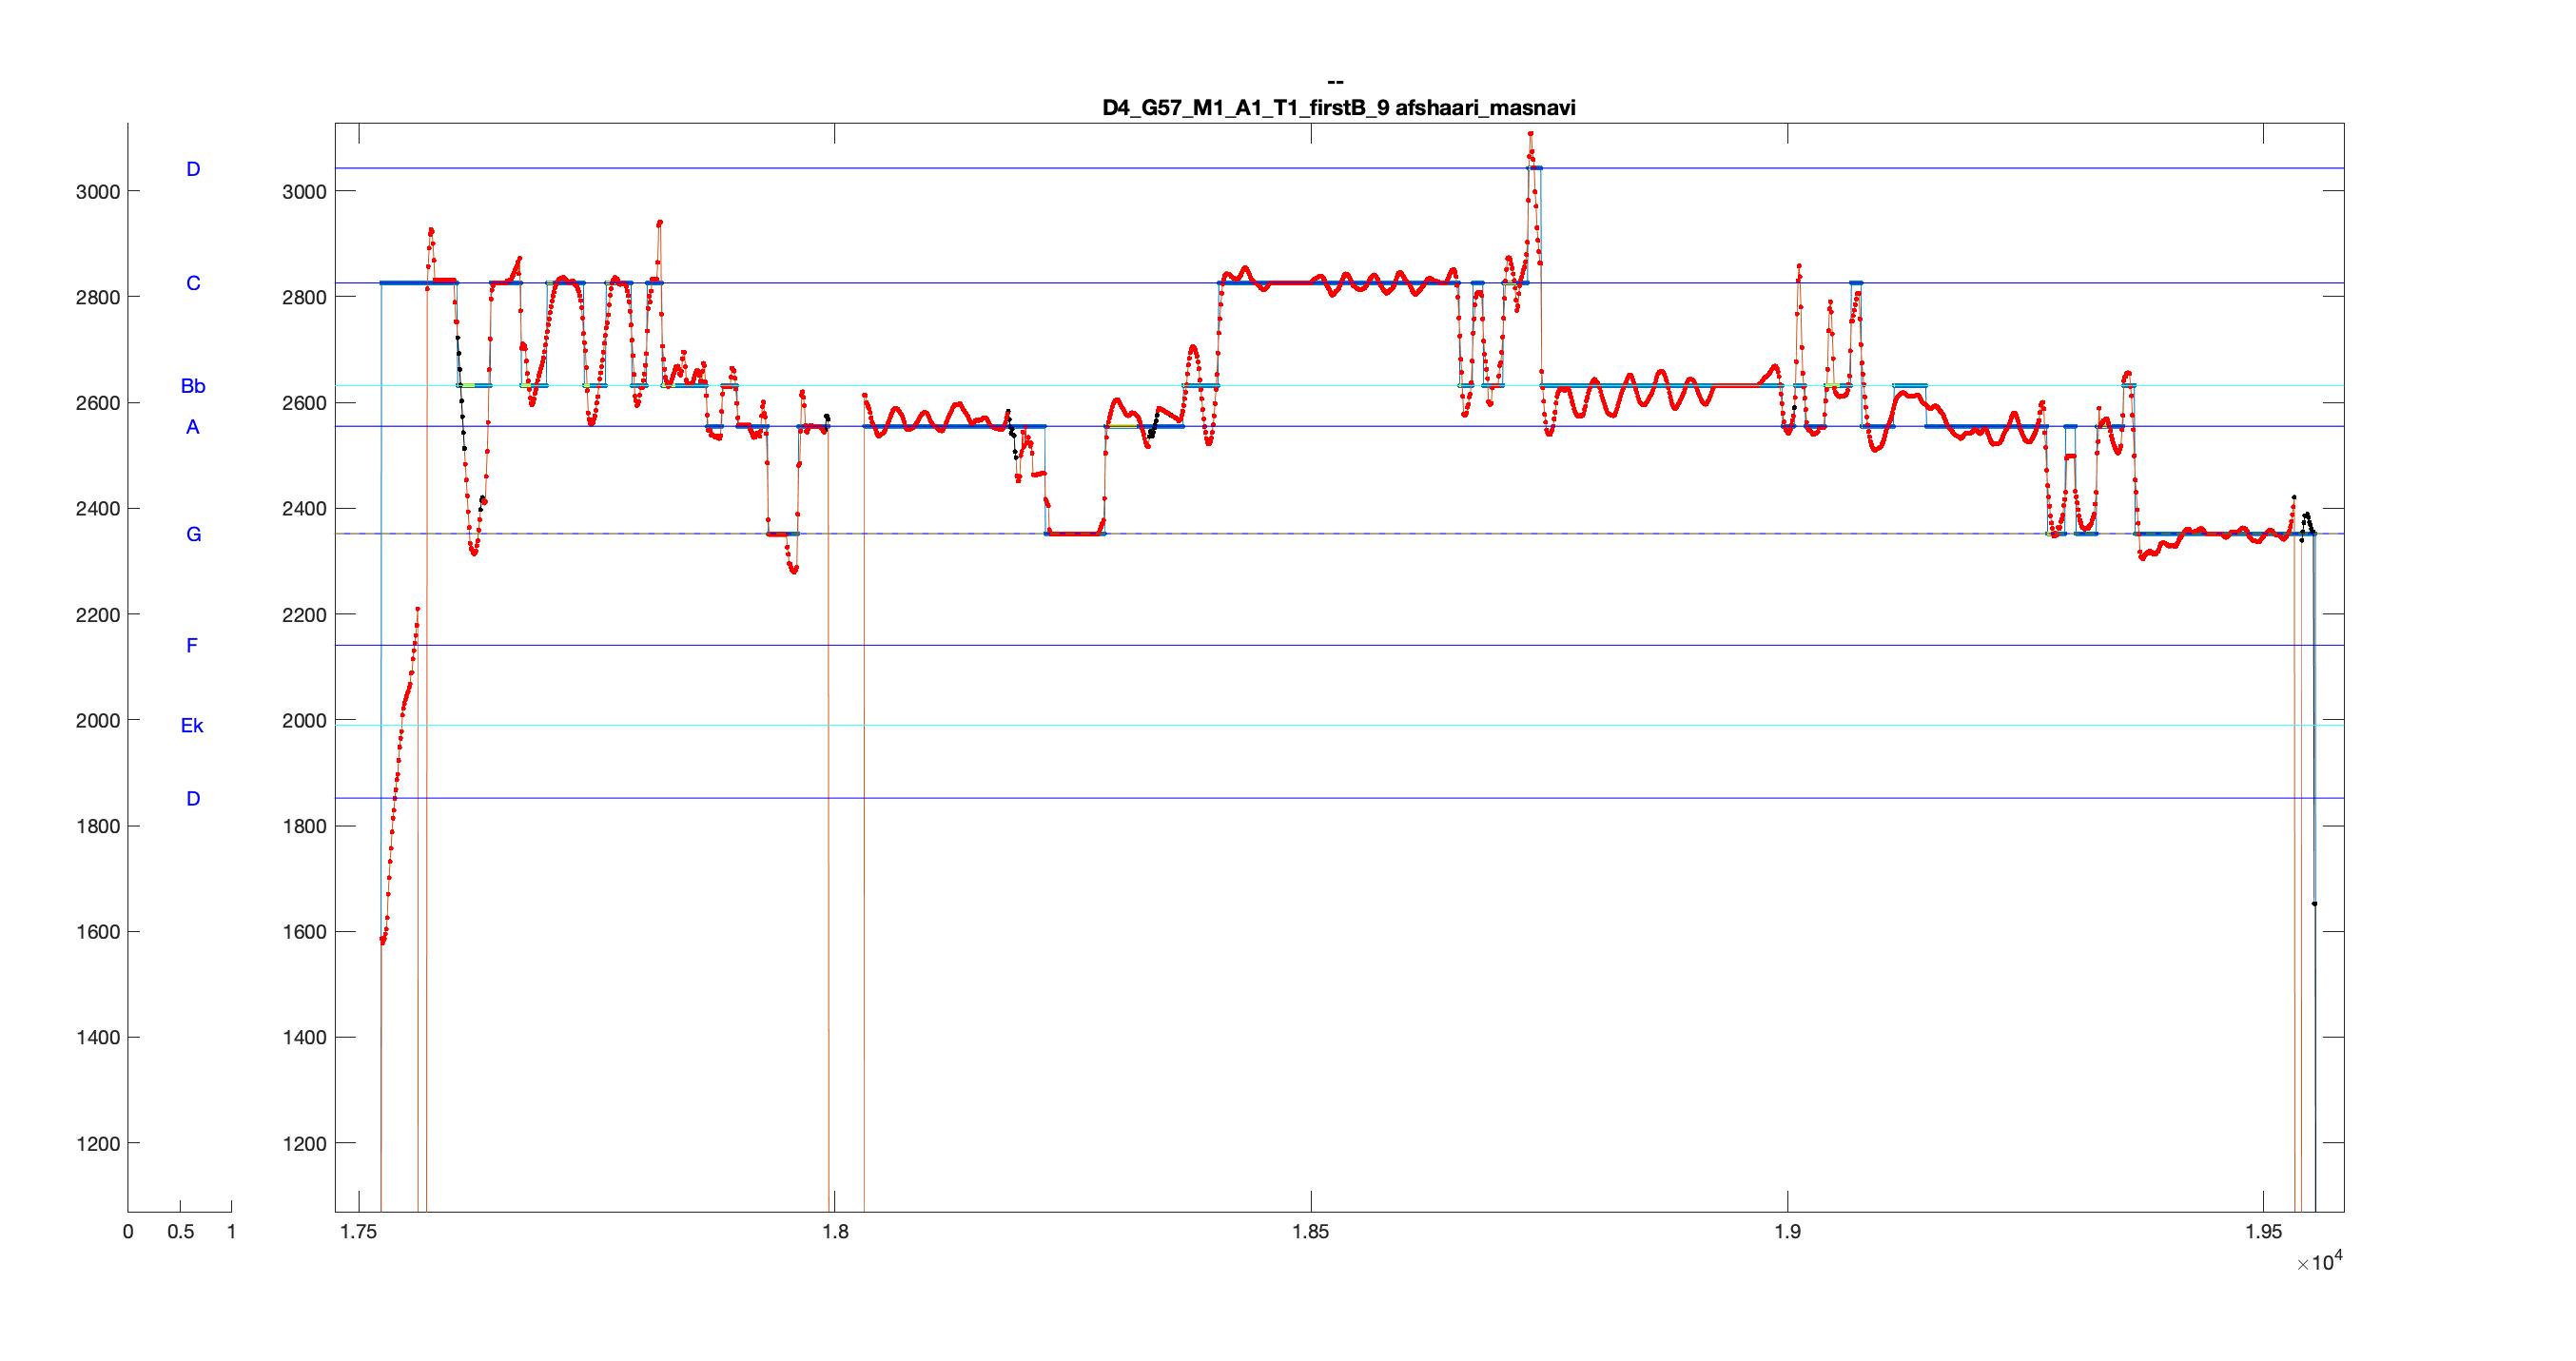 --
D4_G57_M1_A1_T1_firstB_9 afshaari_masnavi
D
3000 3000
C
2800 2800
Bb
2600 2600
A
2400 2400
G
2200 2200
F
2000 2000
Ek
D
1800 1800
1600 1600
1400 1400
1200 1200
0 0.5 1 1.75 1.8 1.85 1.9 1.95
×10⁴